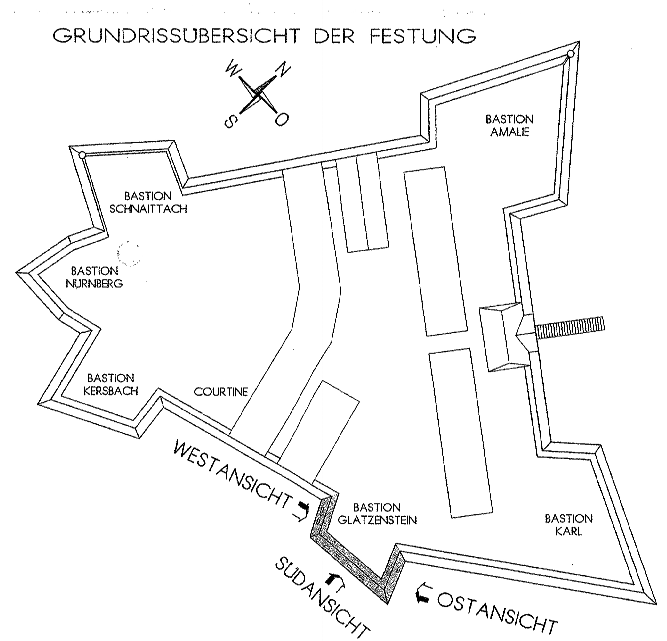 GRUNDRISSÜBERSICHT DER FESTUNG
W
N
S
O
BASTION
AMALIE
BASTION
SCHNAITTACH
BASTION
NÜRNBERG
BASTION
KERSBACH
COURTINE
WESTANSICHT
BASTION
GLATZENSTEIN
BASTION
KARL
SÜDANSICHT
OSTANSICHT